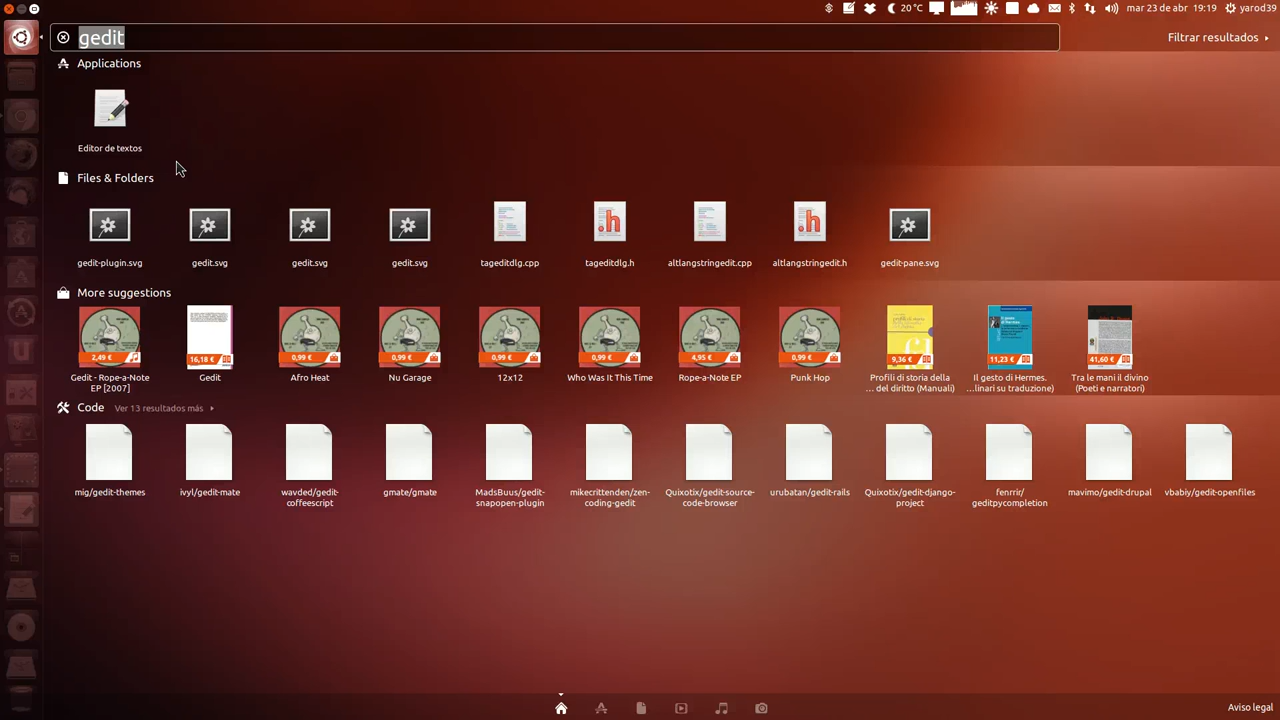 20 °C mar 23 de abr 19:19 yarod39
gedit
Filtrar resultados
Applications
Editor de textos
Files & Folders
gedit-plugin.svg gedit.svg gedit.svg gedit.svg tageditdlg.cpp tageditdlg.h altlangstringedit.cpp altlangstringedit.h gedit-pane.svg
More suggestions
2,49 € 16,18 € 0,99 € 0,99 € 0,99 € 0,99 € 4,95 € 0,99 € 9,36 € 11,23 € 41,60 €
Gedit - Rope-a-Note Gedit Afro Heat Nu Garage 12x12 Who Was It This Time Rope-a-Note EP Punk Hop Profili di storia della Il gesto di Hermes. Tra le mani il divino
EP [2007] ... del diritto (Manuali) ...linari su traduzione) (Poeti e narratori)
Code Ver 13 resultados más
mig/gedit-themes ivyl/gedit-mate wavded/gedit- gmate/gmate MadsBuus/gedit- mikecrittenden/zen- Quixotix/gedit-source- urubatan/gedit-rails Quixotix/gedit-django- fenrrir/ mavimo/gedit-drupal vbabiy/gedit-openfiles
coffeescript snapopen-plugin coding-gedit code-browser project geditpycompletion
Aviso legal